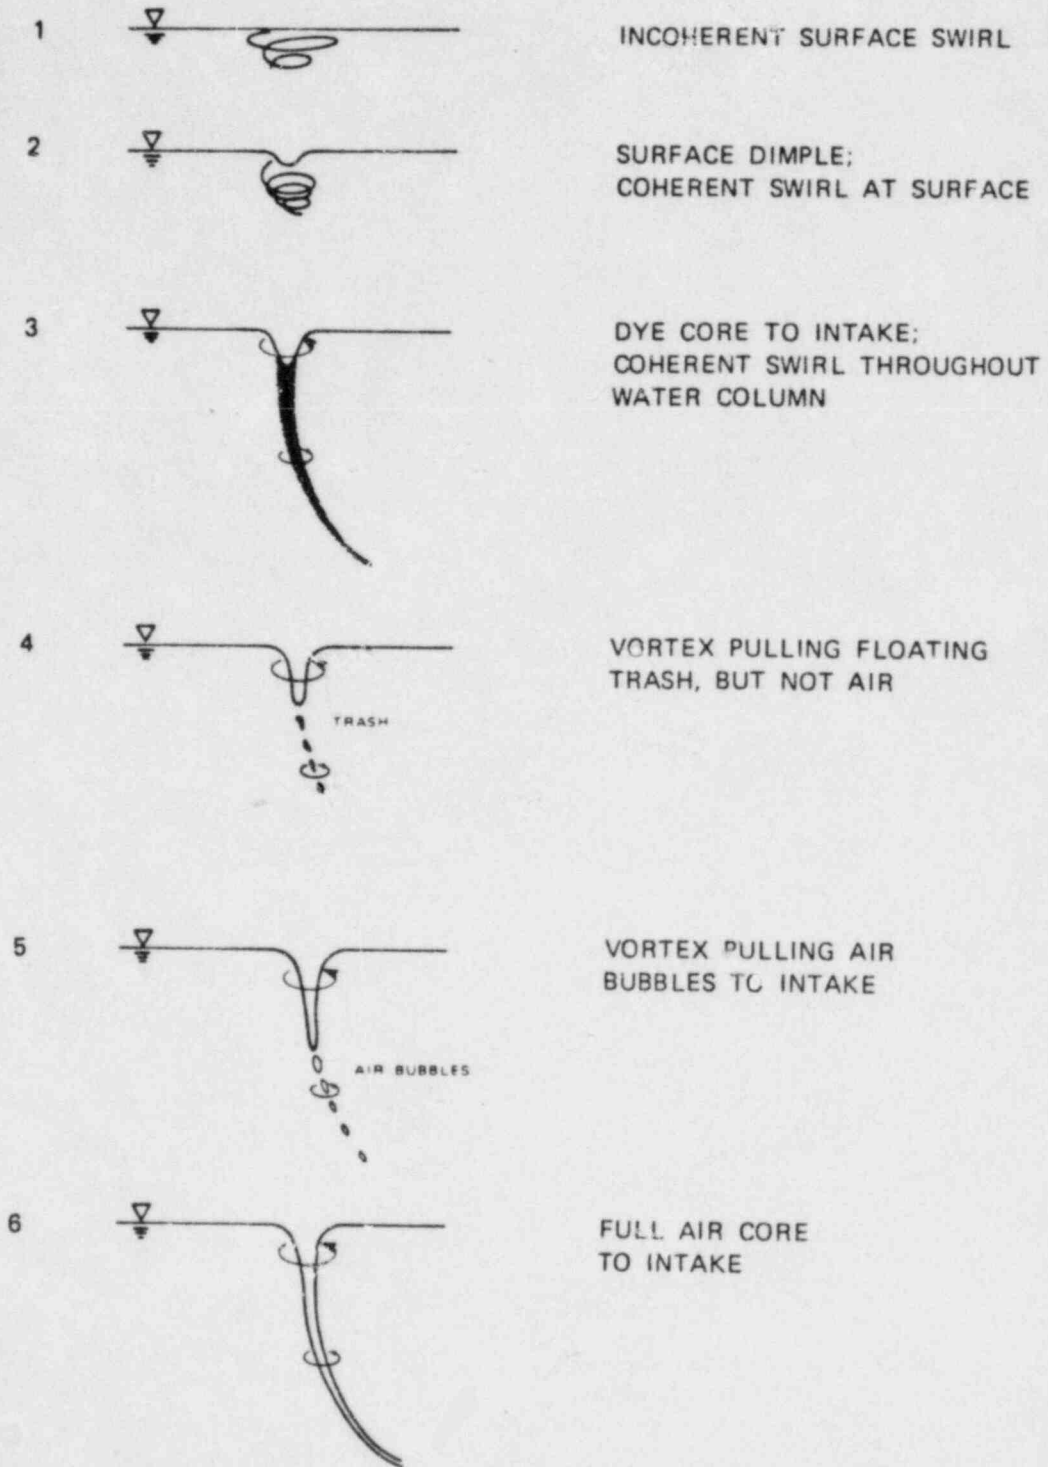 1 INCOHERENT SURFACE SWIRL
2 SURFACE DIMPLE;
COHERENT SWIRL AT SURFACE
3 DYE CORE TO INTAKE;
COHERENT SWIRL THROUGHOUT
WATER COLUMN
4 VORTEX PULLING FLOATING
TRASH, BUT NOT AIR
TRASH
5 VORTEX PULLING AIR
BUBBLES TO INTAKE
AIR BUBBLES
6 FULL AIR CORE
TO INTAKE